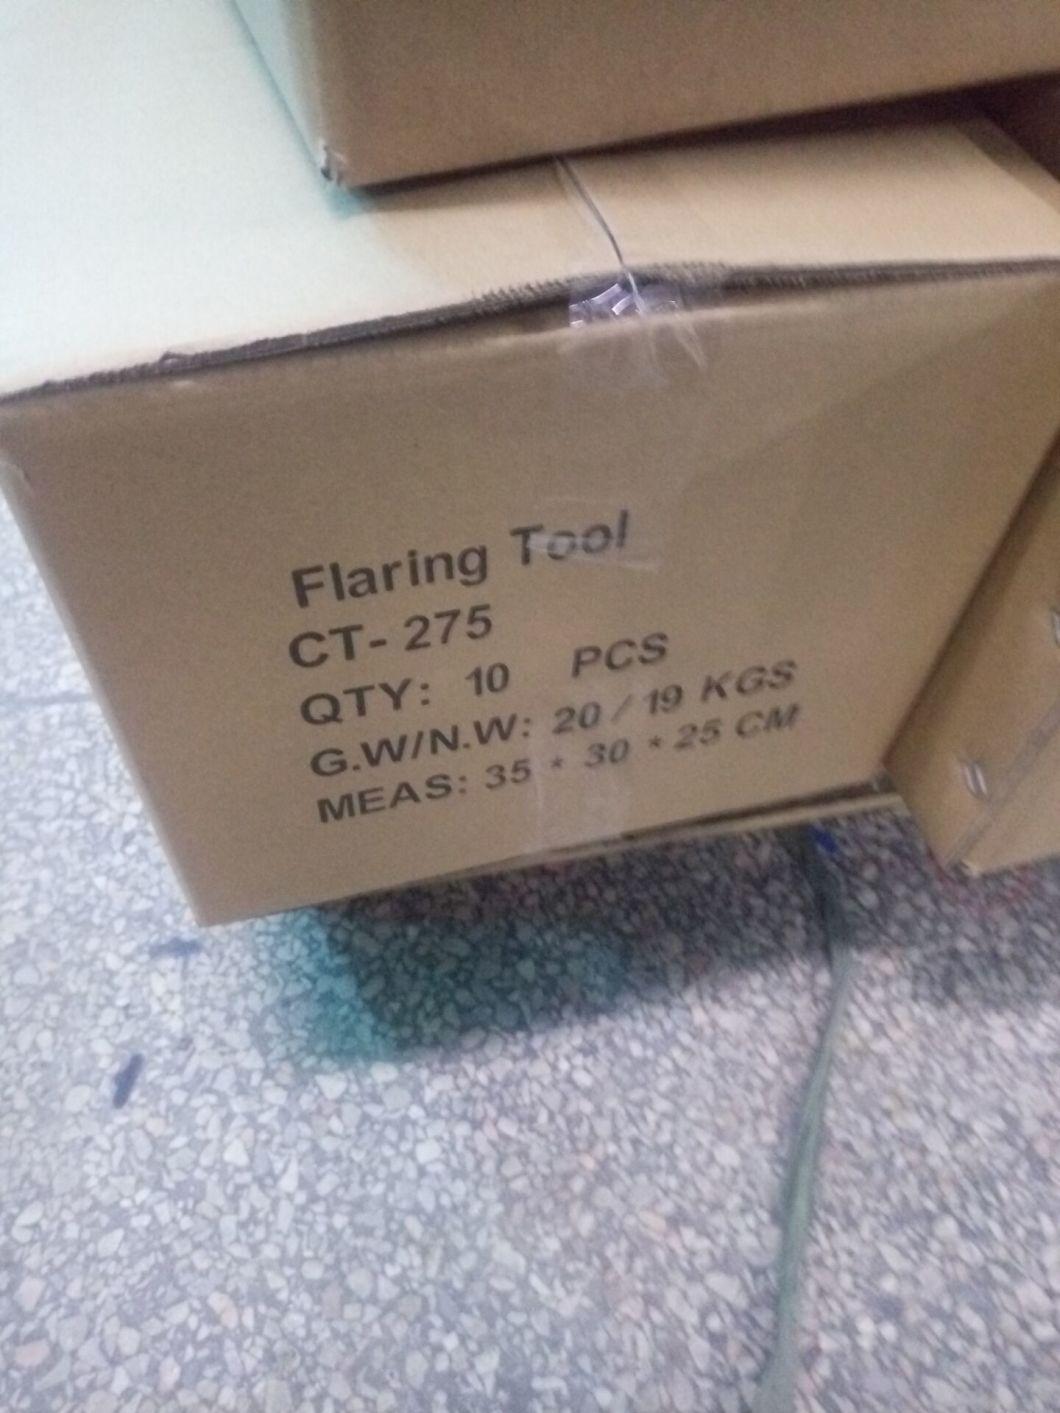 Flaring Tool
CT- 275
QTY: 10 PCS
G.W/N.W: 20 / 19 KGS
MEAS: 35 * 30 * 25 CM